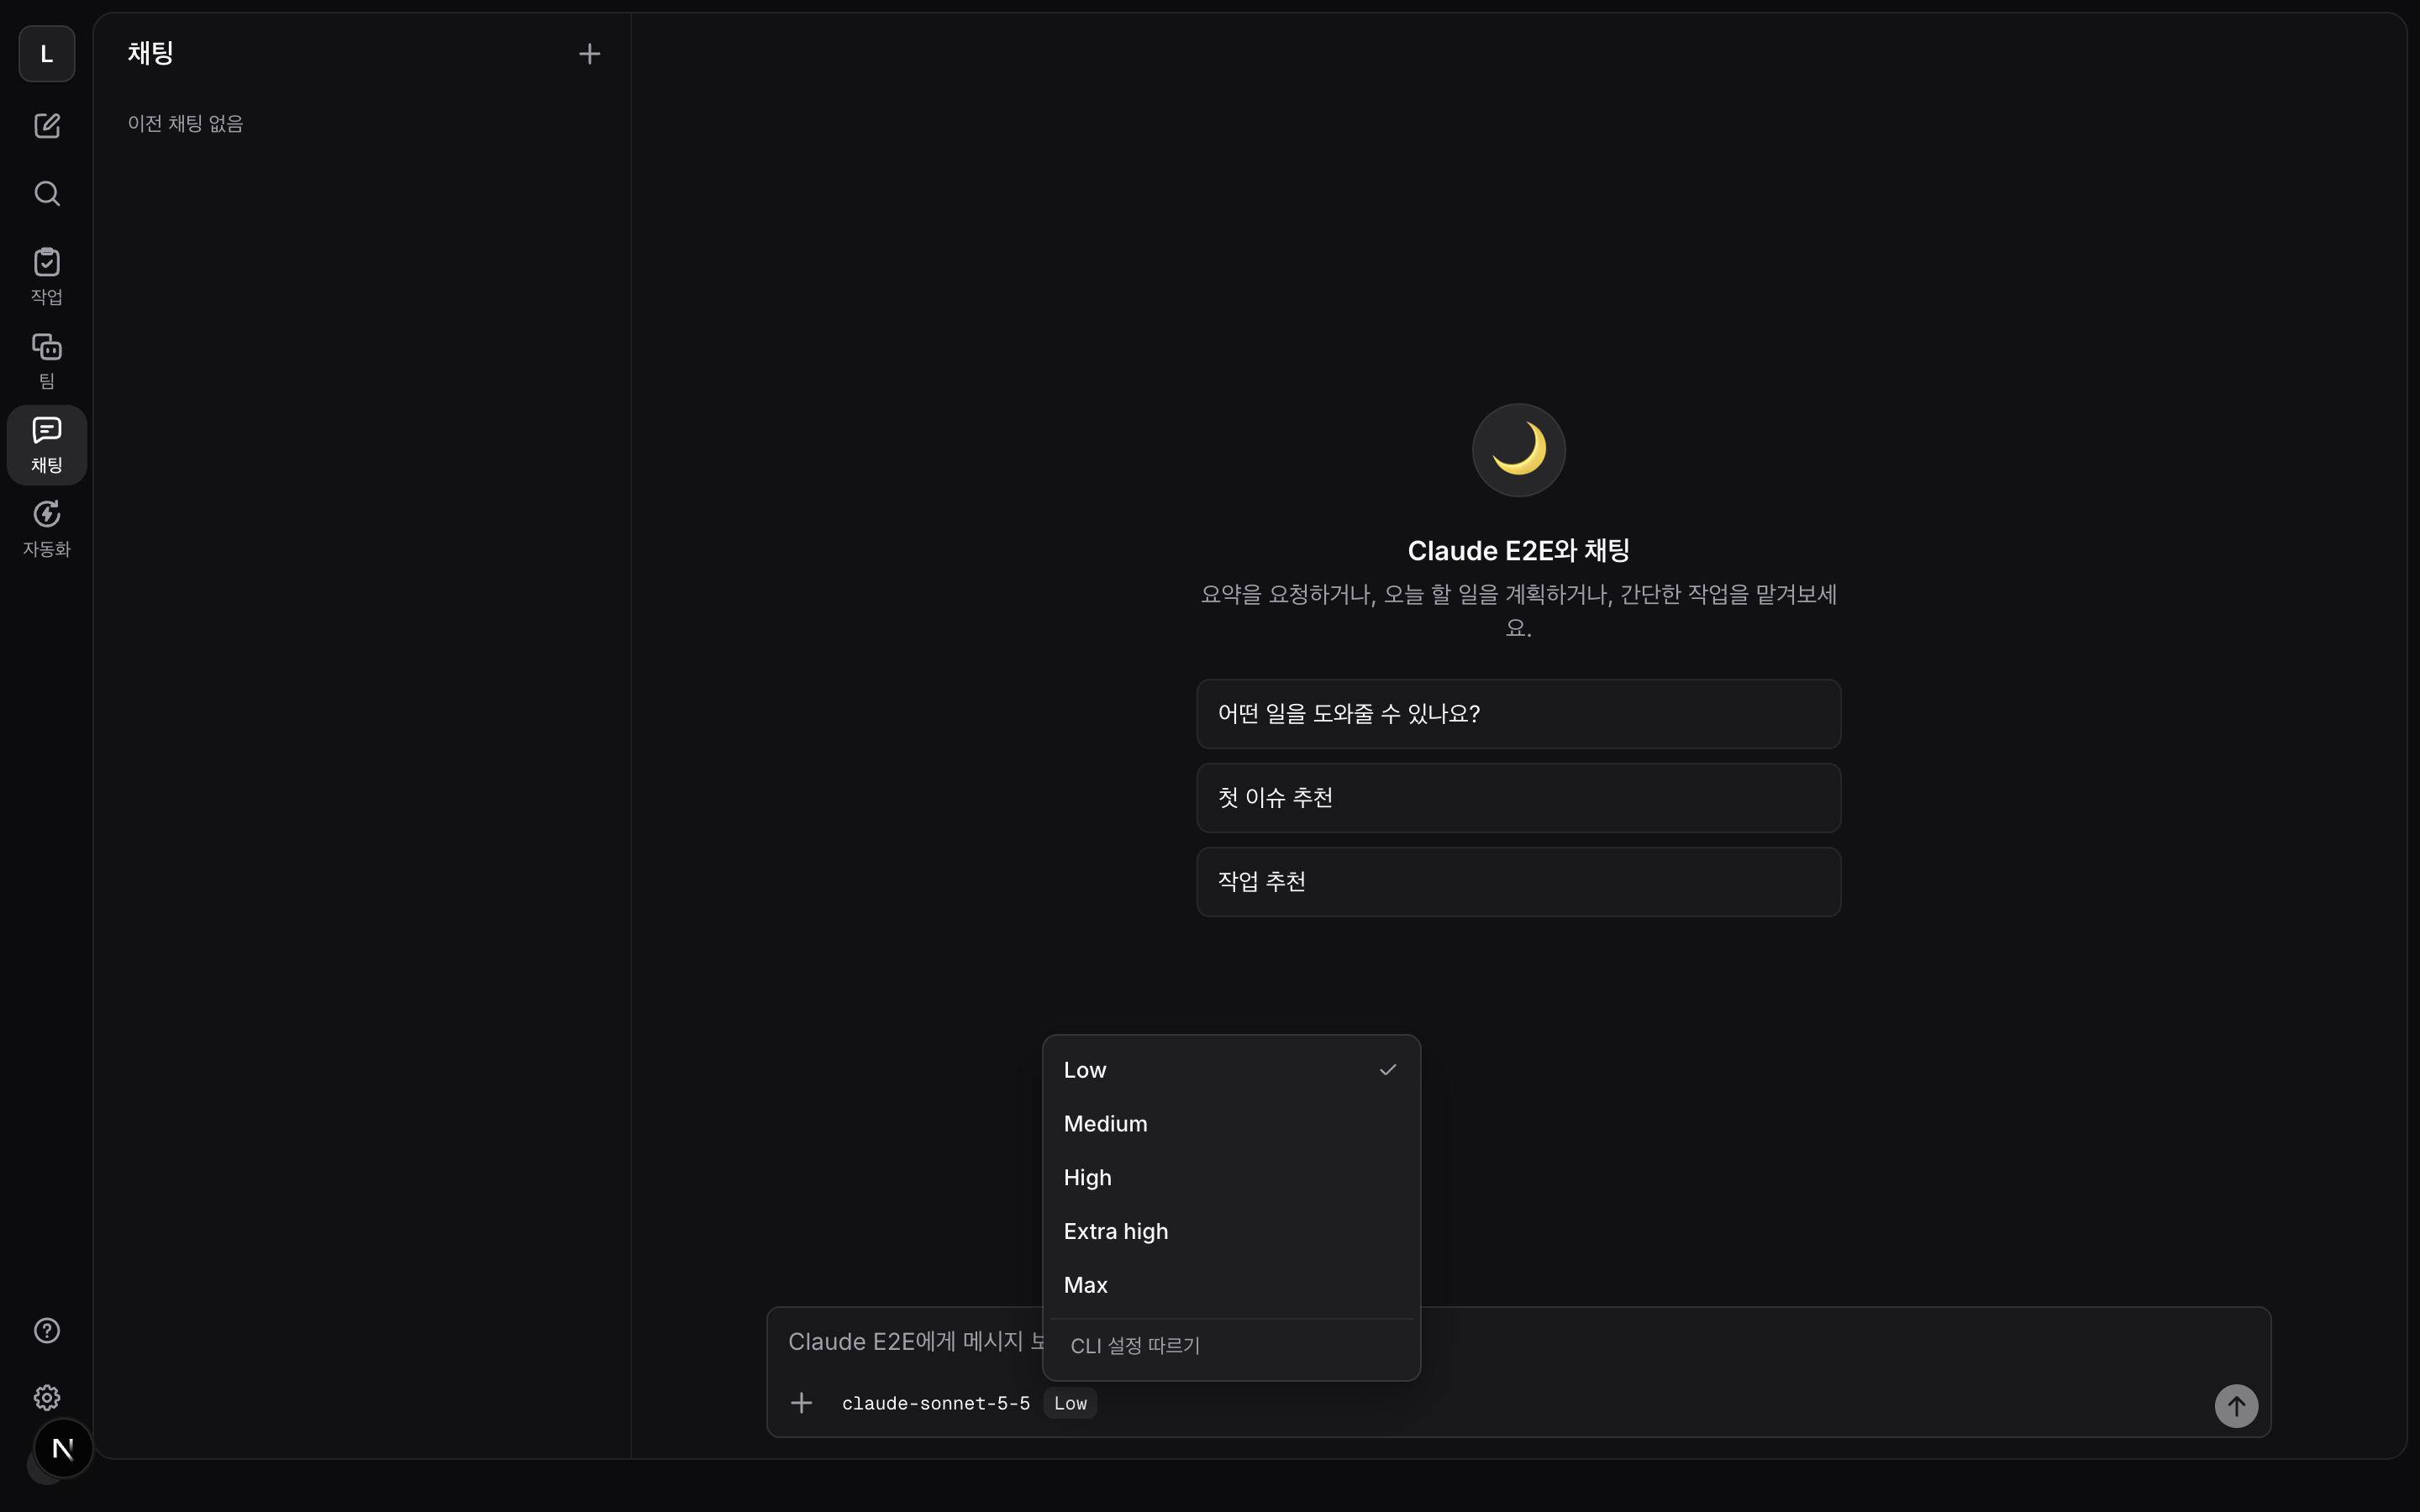 L
채팅
이전 채팅 없음
작업
팀
채팅
자동화
Claude E2E와 채팅
요약을 요청하거나, 오늘 할 일을 계획하거나, 간단한 작업을 맡겨보세
요.
어떤 일을 도와줄 수 있나요?
첫 이슈 추천
작업 추천
Low
Medium
High
Extra high
Max
CLI 설정 따르기
Claude E2E에게 메시지
claude-sonnet-5-5
Low
N